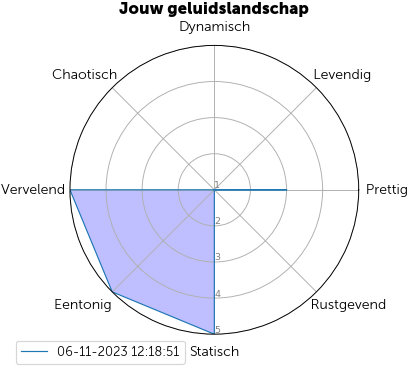 Jouw geluidslandschap
Dynamisch
Chaotisch
Levendig
Vervelend
1
Prettig
2
3
4
Eentonig
Rustgevend
5
06-11-2023 12:18:51
Statisch